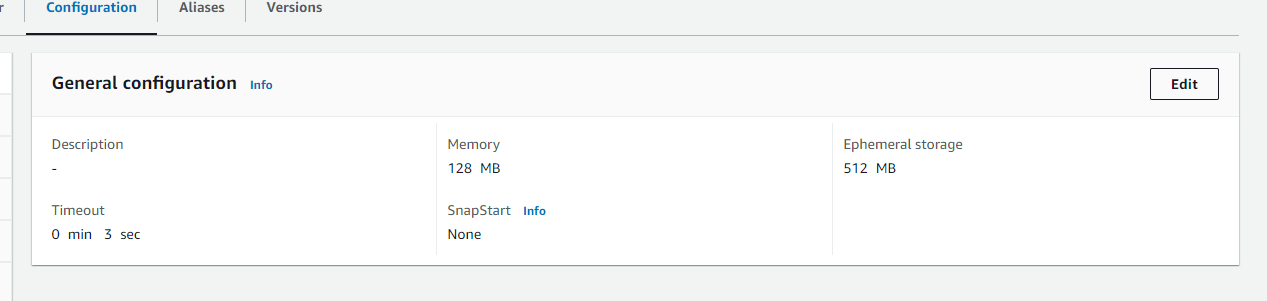 Configuration Aliases Versions
General configuration Info Edit
Description Memory Ephemeral storage
- 128 MB 512 MB
Timeout SnapStart Info
0 min 3 sec None